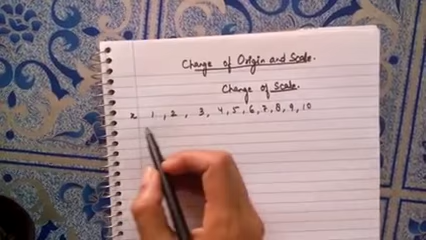 Change of Origin and Scale.
Change of Scale.
x 1, 2, 3, 4, 5, 6, 7, 8, 9, 10